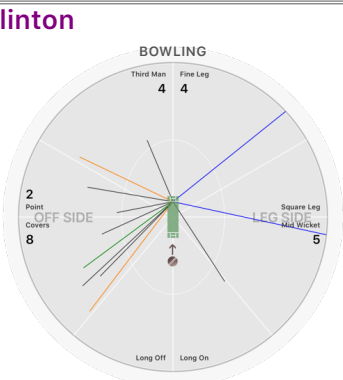 linton
BOWLING
Third Man Fine Leg
4 4
2
Point Square Leg
OFF SIDE LEG SIDE
Covers Mid Wicket
8 5
Long Off Long On